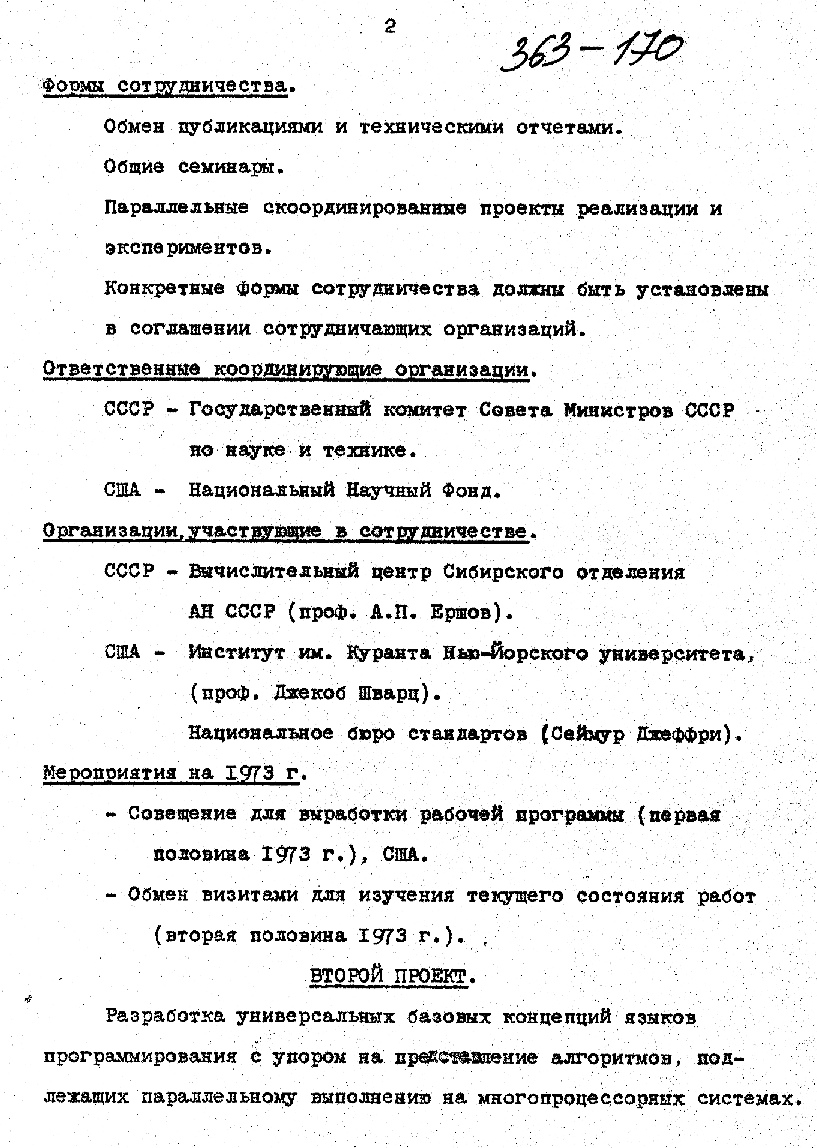 2
363-170
Формы сотрудничества.
Обмен публикациями и техническими отчетами.
Общие семинары.
Параллельные скоординированные проекты реализации и
экспериментов.
Конкретные формы сотрудничества должны быть установлены
в соглашении сотрудничающих организаций.
Ответственные координирующие организации.
СССР - Государственный комитет Совета Министров СССР
по науке и технике.
США - Национальный Научный Фонд.
Организации, участвующие в сотрудничестве.
СССР - Вычислительный центр Сибирского отделения
АН СССР (проф. А.П. Ершов).
США - Институт им. Куранта Нью-Йорского университета,
(проф. Джекоб Шварц).
Национальное бюро стандартов (Сеймур Джеффри).
Мероприятия на 1973 г.
- Совещение для выработки рабочей программы (первая
половина 1973 г.), США.
- Обмен визитами для изучения текущего состояния работ
(вторая половина 1973 г.).
ВТОРОЙ ПРОЕКТ.
Разработка универсальных базовых концепций языков
программирования с упором на представление алгоритмов, под-
лежащих параллельному выполнению на многопроцессорных системах.